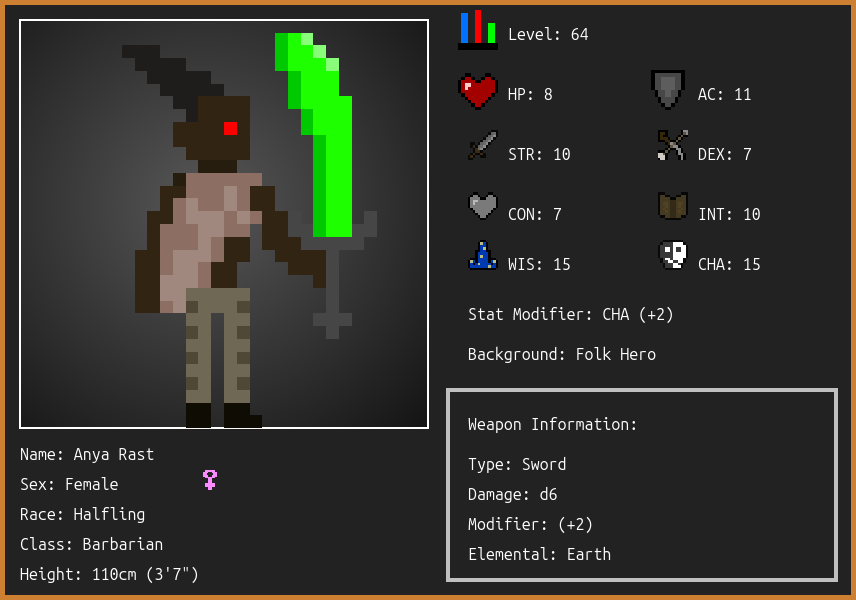 Level: 64
HP: 8
AC: 11
STR: 10
DEX: 7
CON: 7
INT: 10
WIS: 15
CHA: 15
Stat Modifier: CHA (+2)
Background: Folk Hero
Weapon Information:
Type: Sword
Damage: d6
Modifier: (+2)
Elemental: Earth
Name: Anya Rast
Sex: Female
Race: Halfling
Class: Barbarian
Height: 110cm (3'7")